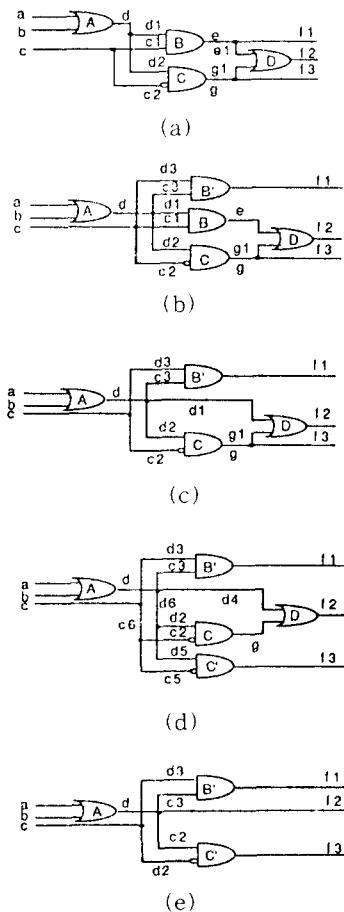 a
b
c
A
d
d1
c1
B
e
e1
f1
d2
c2
C
g1
g
D
f2
f3
(a)
d3
c3
B'
f1
a
b
c
A
d
d1
c1
B
e
d2
c2
C
g1
g
D
f2
f3
(b)
d3
c3
B'
f1
a
b
c
A
d
d1
d2
c2
C
g1
g
D
f2
f3
(c)
d3
c3
B'
f1
a
b
c
A
d
d4
d6
c6
d2
c2
C
g
D
f2
d5
c5
C'
f3
(d)
d3
c3
B'
f1
a
b
c
A
d
f2
c2
d2
C'
f3
(e)